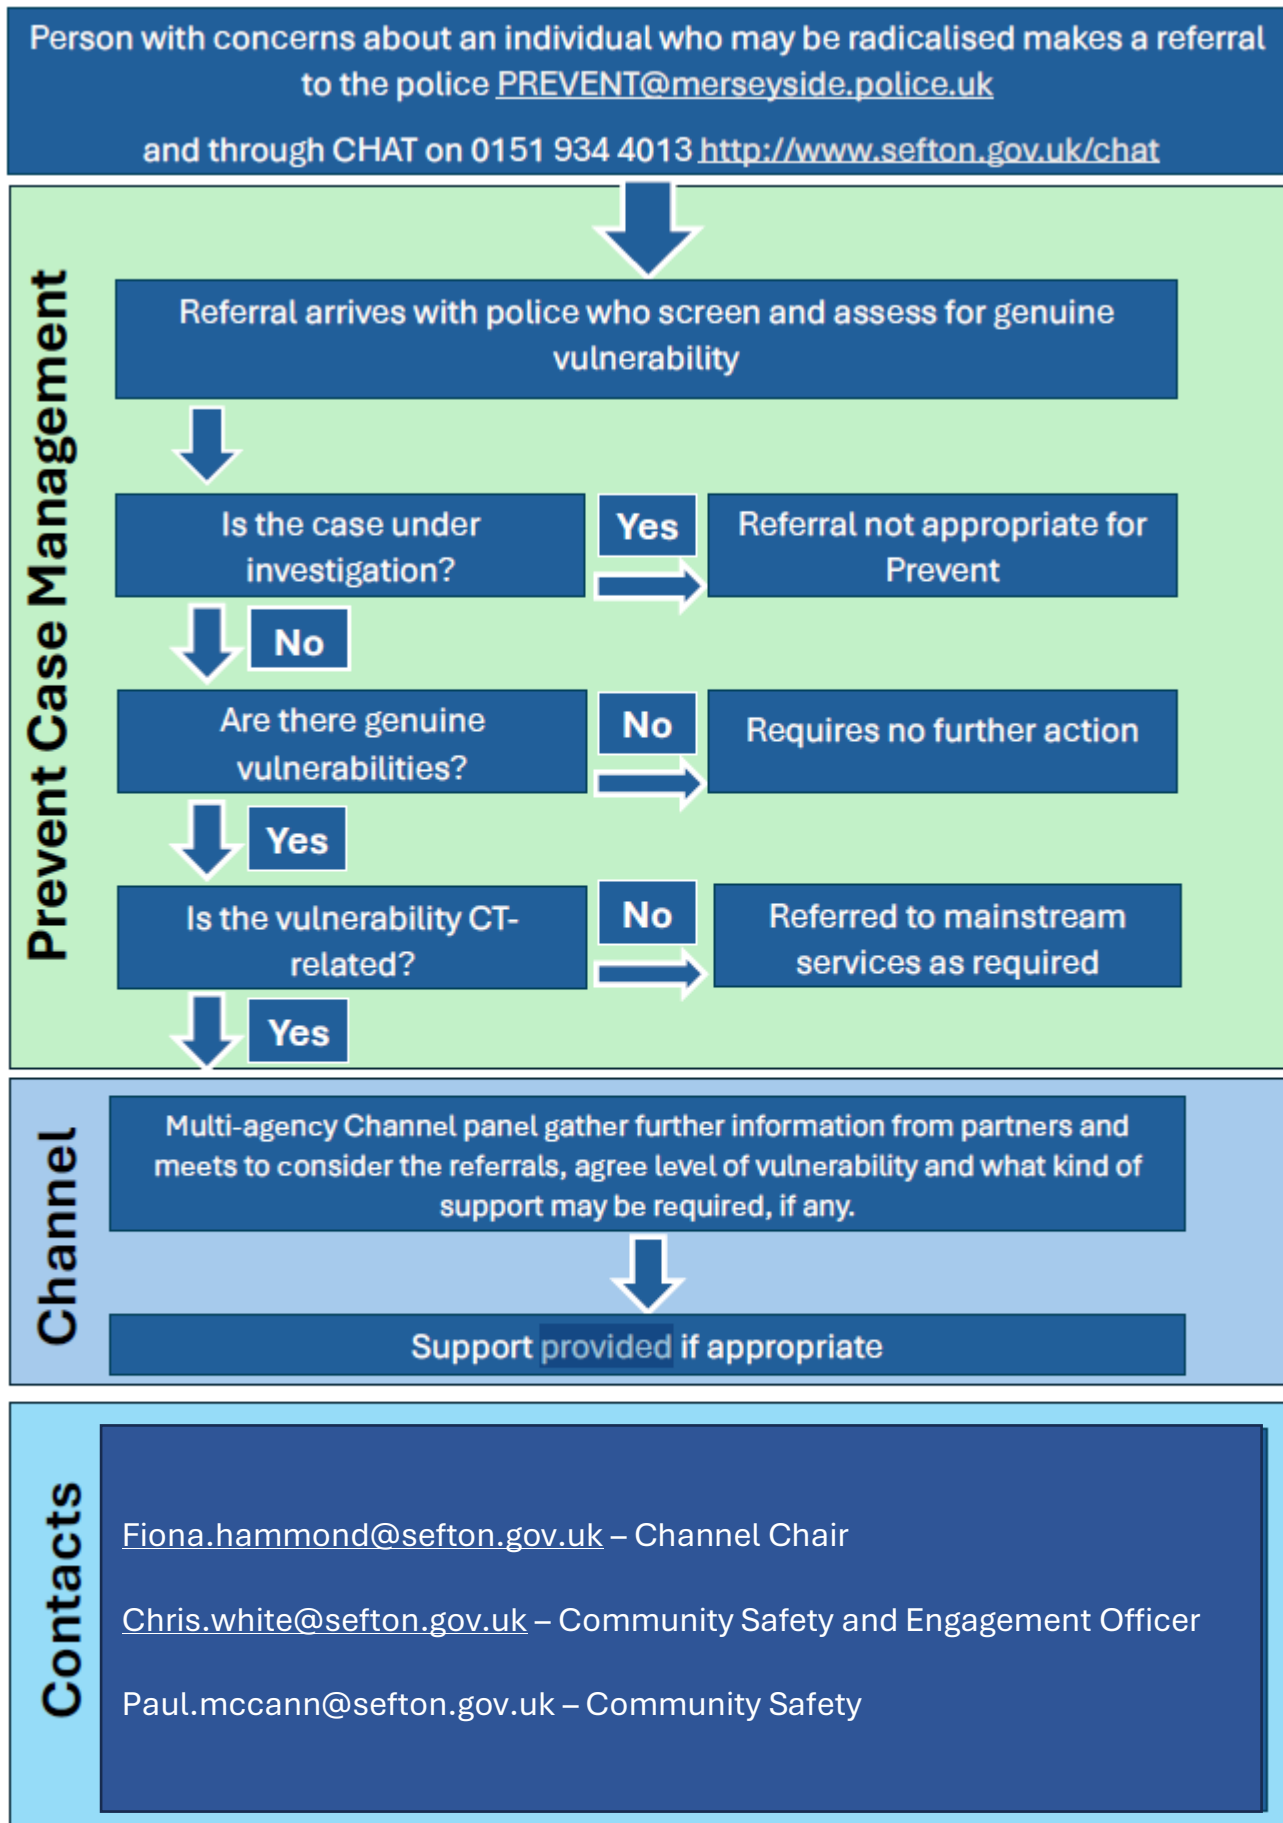 Person with concerns about an individual who may be radicalised makes a referral
to the police PREVENT@merseyside.police.uk
and through CHAT on 0151 934 4013 http://www.sefton.gov.uk/chat
Prevent Case Management
Referral arrives with police who screen and assess for genuine
vulnerability
Is the case under
investigation?
Yes
Referral not appropriate for
Prevent
No
Are there genuine
vulnerabilities?
No
Requires no further action
Yes
Is the vulnerability CT-
related?
No
Referred to mainstream
services as required
Yes
Channel
Multi-agency Channel panel gather further information from partners and
meets to consider the referrals, agree level of vulnerability and what kind of
support may be required, if any.
Support provided if appropriate
Contacts
Fiona.hammond@sefton.gov.uk – Channel Chair
Chris.white@sefton.gov.uk – Community Safety and Engagement Officer
Paul.mccann@sefton.gov.uk – Community Safety